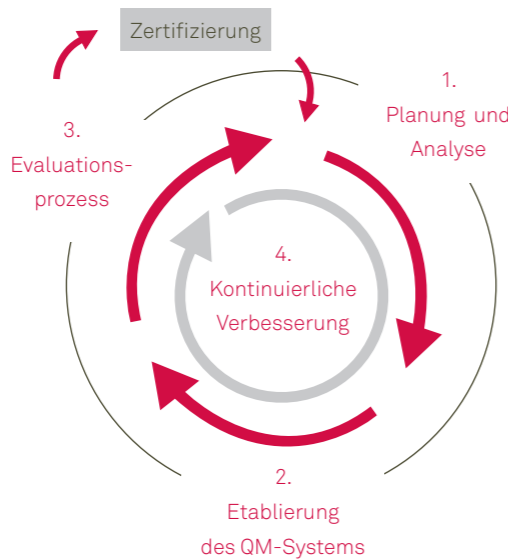 Zertifizierung
1.
Planung und
Analyse
2.
Etablierung
des QM-Systems
3.
Evaluations-
prozess
4.
Kontinuierliche
Verbesserung